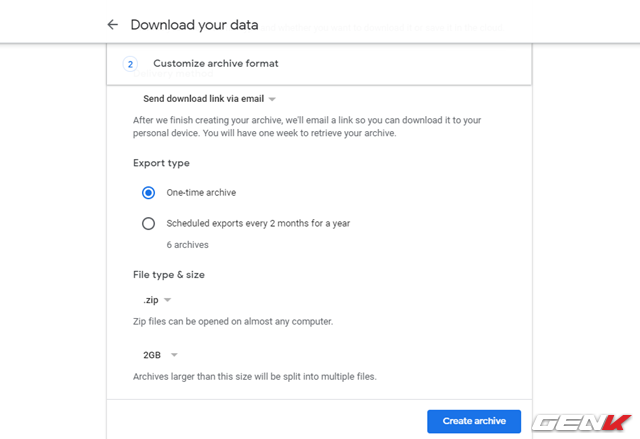 Download your data
2 Customize archive format
Send download link via email
After we finish creating your archive, we'll email a link so you can download it to your
personal device. You will have one week to retrieve your archive.
Export type
One-time archive
Scheduled exports every 2 months for a year
6 archives
File type & size
.zip
Zip files can be opened on almost any computer.
2GB
Archives larger than this size will be split into multiple files.
Create archive
GENK